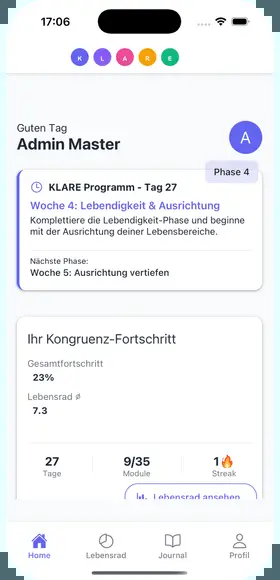 17:06
K L A R E
Guten Tag
Admin Master
A
Phase 4
KLARE Programm - Tag 27
Woche 4: Lebendigkeit & Ausrichtung
Komplettiere die Lebendigkeit-Phase und beginne
mit der Ausrichtung deiner Lebensbereiche.
Nächste Phase:
Woche 5: Ausrichtung vertiefen
Ihr Kongruenz-Fortschritt
Gesamtfortschritt
23%
Lebensrad ⌀
7.3
27 9/35 1🔥
Tage Module Streak
Lebensrad ansehen
Home Lebensrad Journal Profil